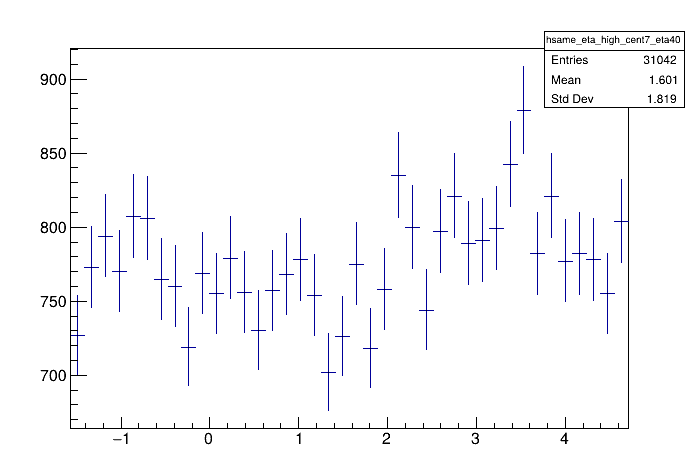 hsame_eta_high_cent7_eta40
Entries 31042
Mean 1.601
Std Dev 1.819
900
850
800
750
700
−1 0 1 2 3 4